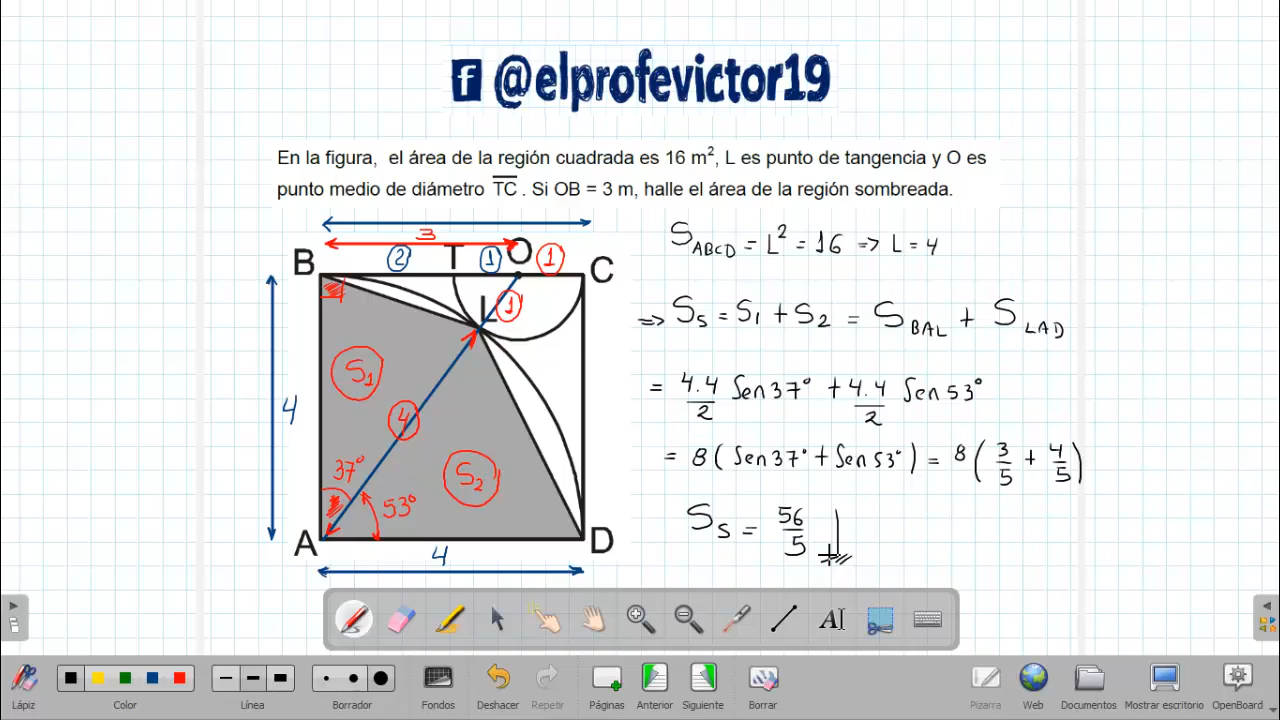 f @elprofevictor19
En la figura, el área de la región cuadrada es 16 m², L es punto de tangencia y O es
punto medio de diámetro T̅C̅ . Si OB = 3 m, halle el área de la región sombreada.
3
B 2 T 1 O 1 C
L 1
S₁
4
4
37°
S₂
53°
A D
4
S_ABCD = L² = 16 => L = 4
=> S_s = S₁ + S₂ = S_BAL + S_LAD
= 4.4/2 Sen 37° + 4.4/2 Sen 53°
= 8 ( Sen 37° + Sen 53° ) = 8 ( 3/5 + 4/5 )
S_s = 56/5
AI
Lápiz Color Línea Borrador Fondos Deshacer Repetir Páginas Anterior Siguiente Borrar Pizarra Web Documentos Mostrar escritorio OpenBoard